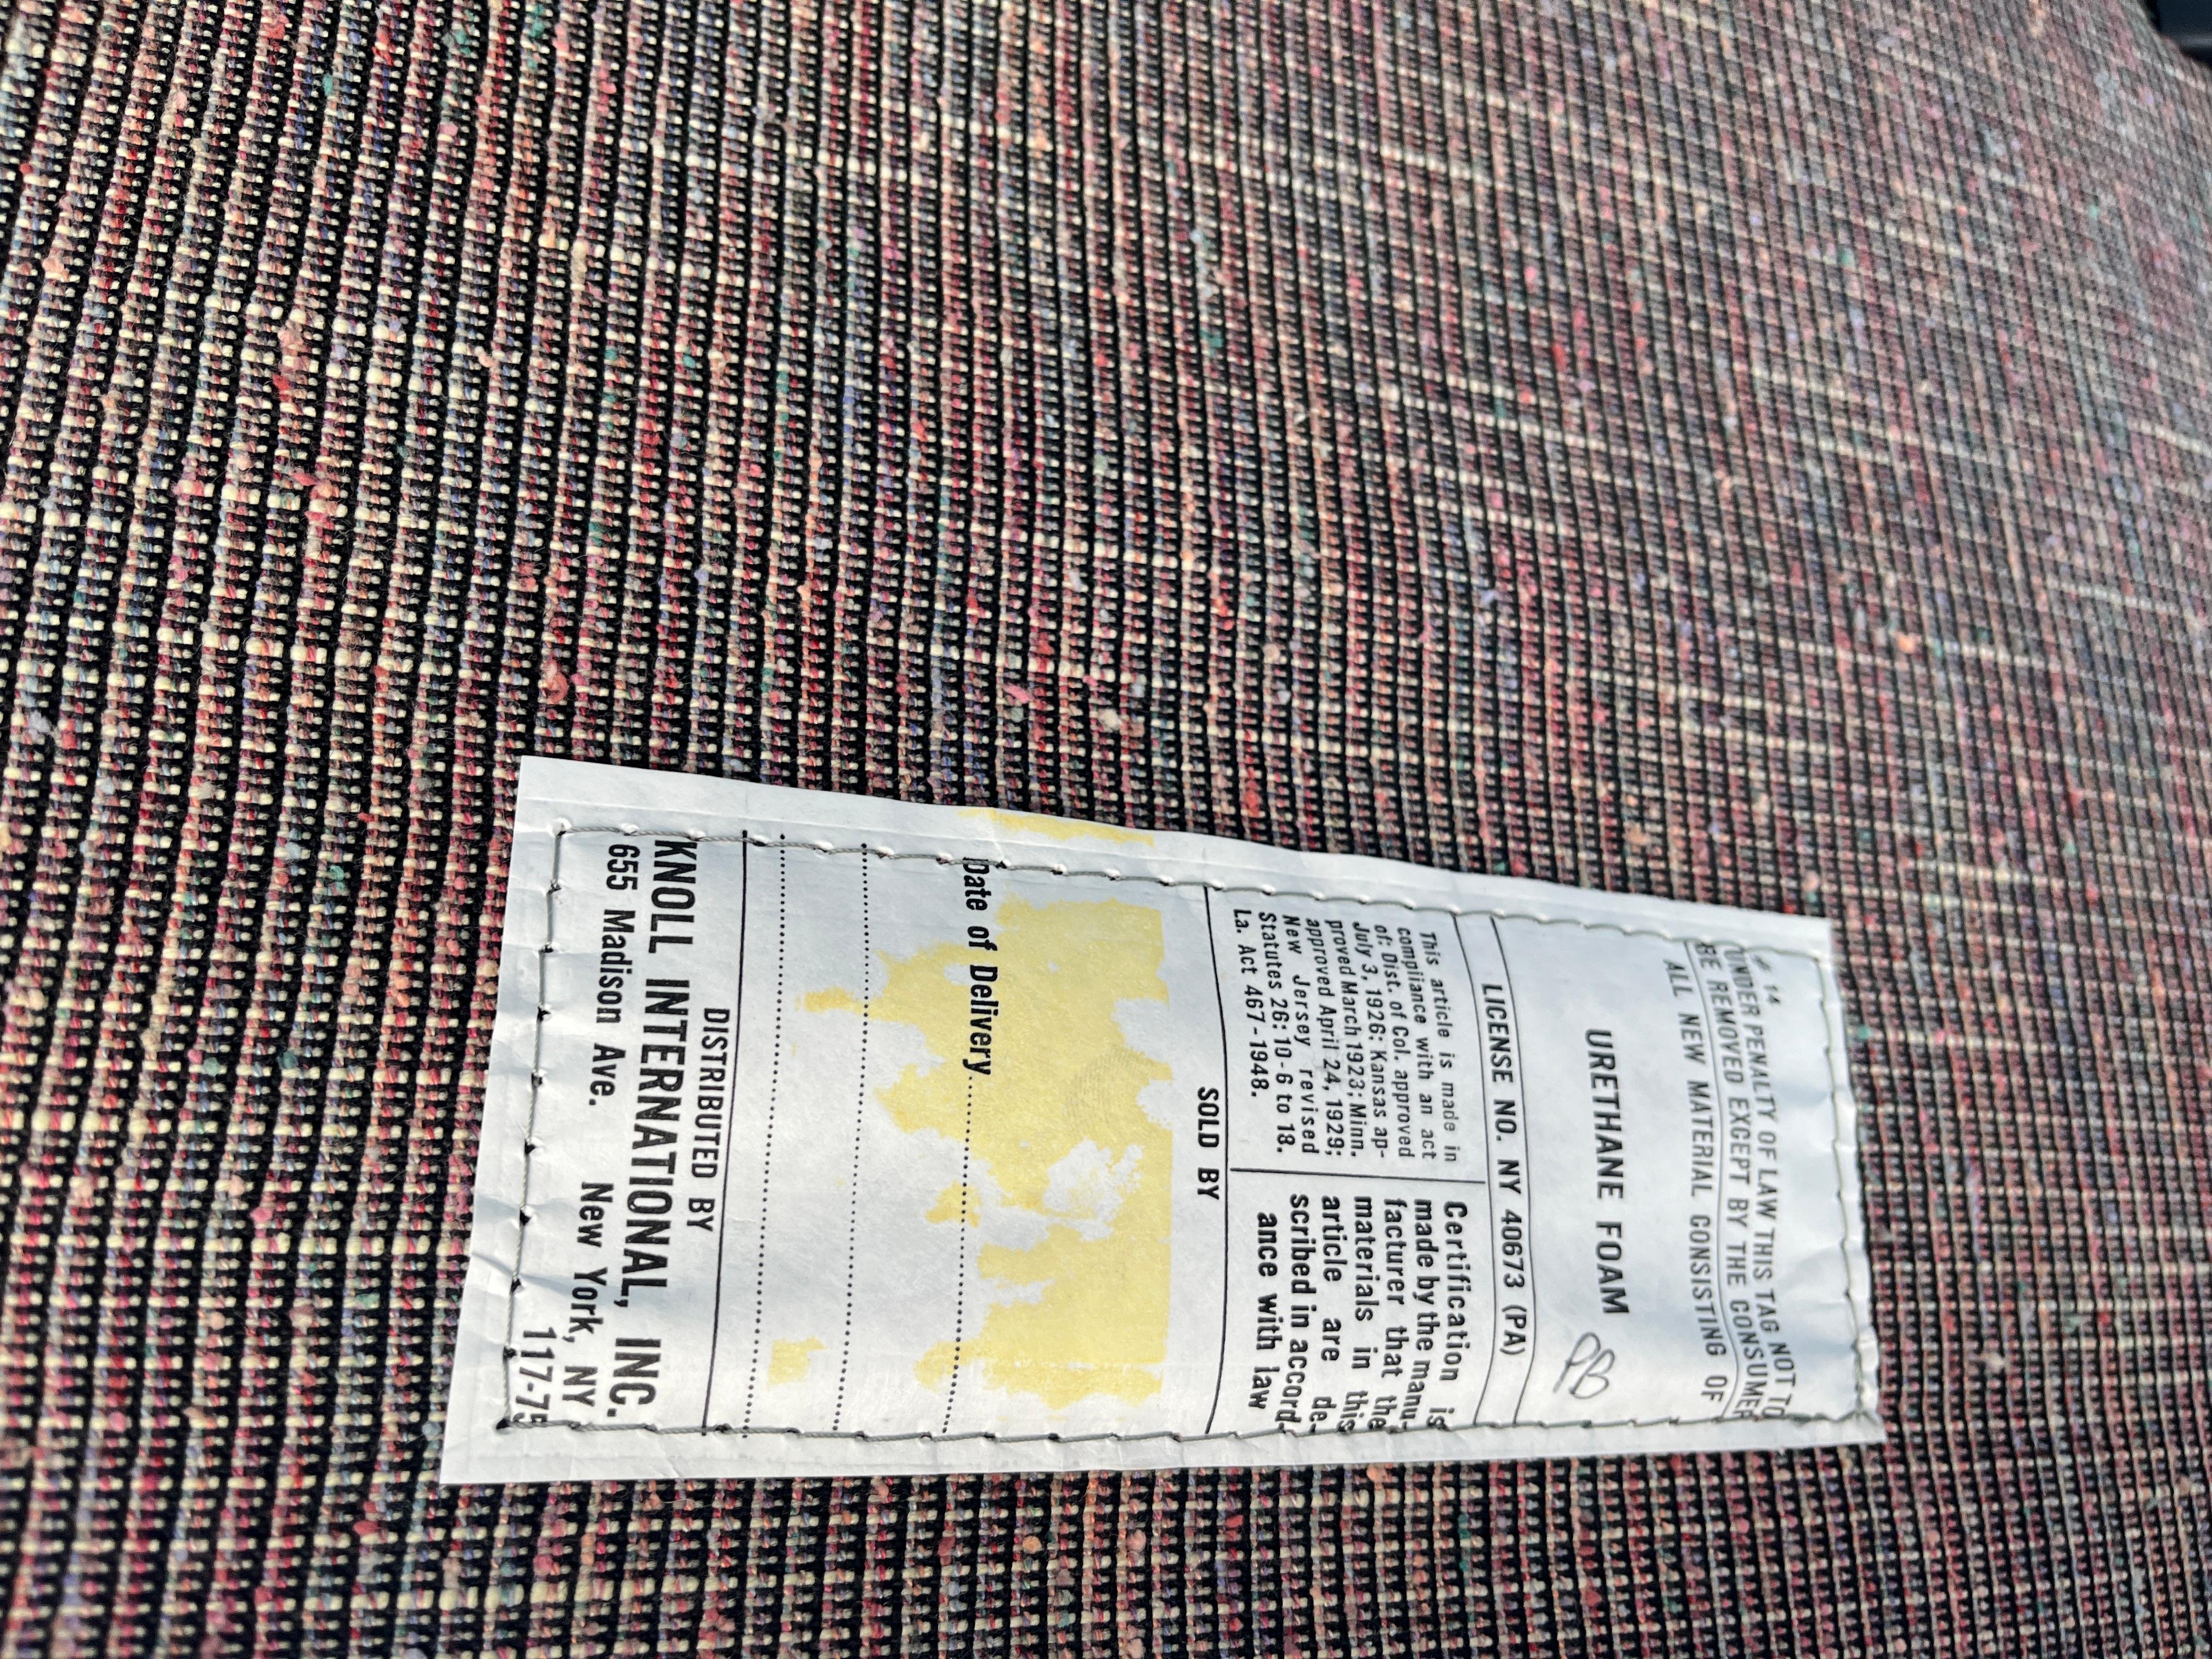 # 14
UNDER PENALTY OF LAW THIS TAG NOT TO
BE REMOVED EXCEPT BY THE CONSUMER
ALL NEW MATERIAL CONSISTING OF
URETHANE FOAM
PB
LICENSE NO. NY 40673 (PA)
This article is made in
compliance with an act
of: Dist. of Col. approved
July 3, 1926; Kansas ap-
proved March 1923; Minn.
approved April 24, 1929;
New Jersey revised
Statutes 26: 10-6 to 18.
La. Act 467-1948.
Certification is
made by the manu-
facturer that the
materials in this
article are de-
scribed in accord-
ance with law
SOLD BY
Date of Delivery
DISTRIBUTED BY
KNOLL INTERNATIONAL, INC.
655 Madison Ave. New York, NY
117-75